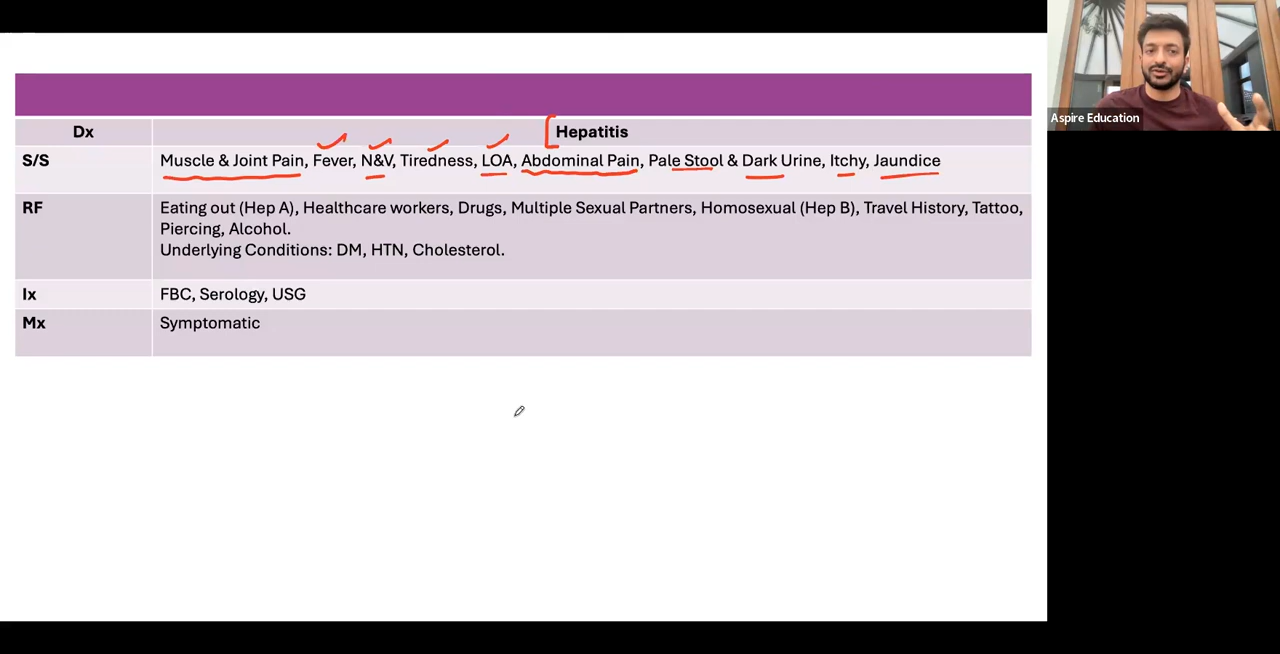 Dx Hepatitis
S/S Muscle & Joint Pain, Fever, N&V, Tiredness, LOA, Abdominal Pain, Pale Stool & Dark Urine, Itchy, Jaundice
RF Eating out (Hep A), Healthcare workers, Drugs, Multiple Sexual Partners, Homosexual (Hep B), Travel History, Tattoo,
Piercing, Alcohol.
Underlying Conditions: DM, HTN, Cholesterol.
Ix FBC, Serology, USG
Mx Symptomatic
Aspire Education